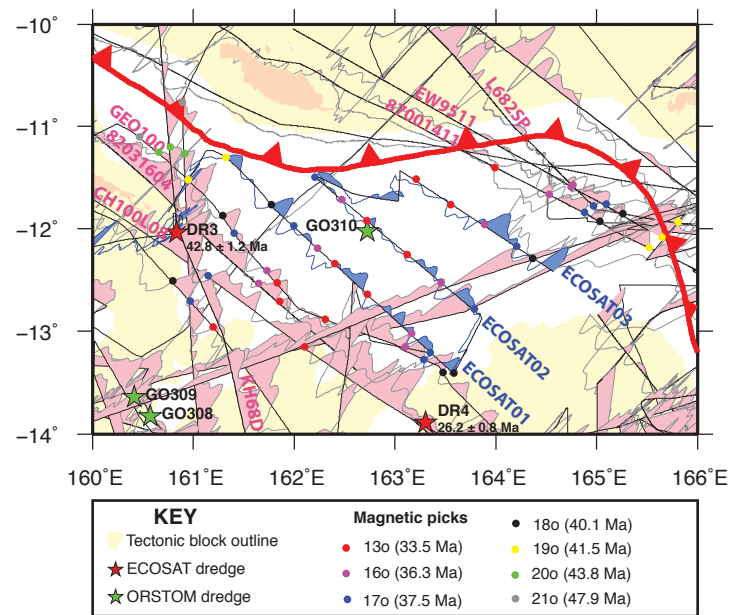 −10°
−11°
−12°
−13°
−14°
EW9511
87001411
L682SP
GEO100
82031604
CH100L08
DR3
42.8 ± 1.2 Ma
GO310
ECOSAT03
ECOSAT02
ECOSAT01
KH68D
GO309
GO308
DR4
26.2 ± 0.8 Ma
160°E 161°E 162°E 163°E 164°E 165°E 166°E
KEY
Tectonic block outline
ECOSAT dredge
ORSTOM dredge
Magnetic picks
13o (33.5 Ma)
16o (36.3 Ma)
17o (37.5 Ma)
18o (40.1 Ma)
19o (41.5 Ma)
20o (43.8 Ma)
21o (47.9 Ma)